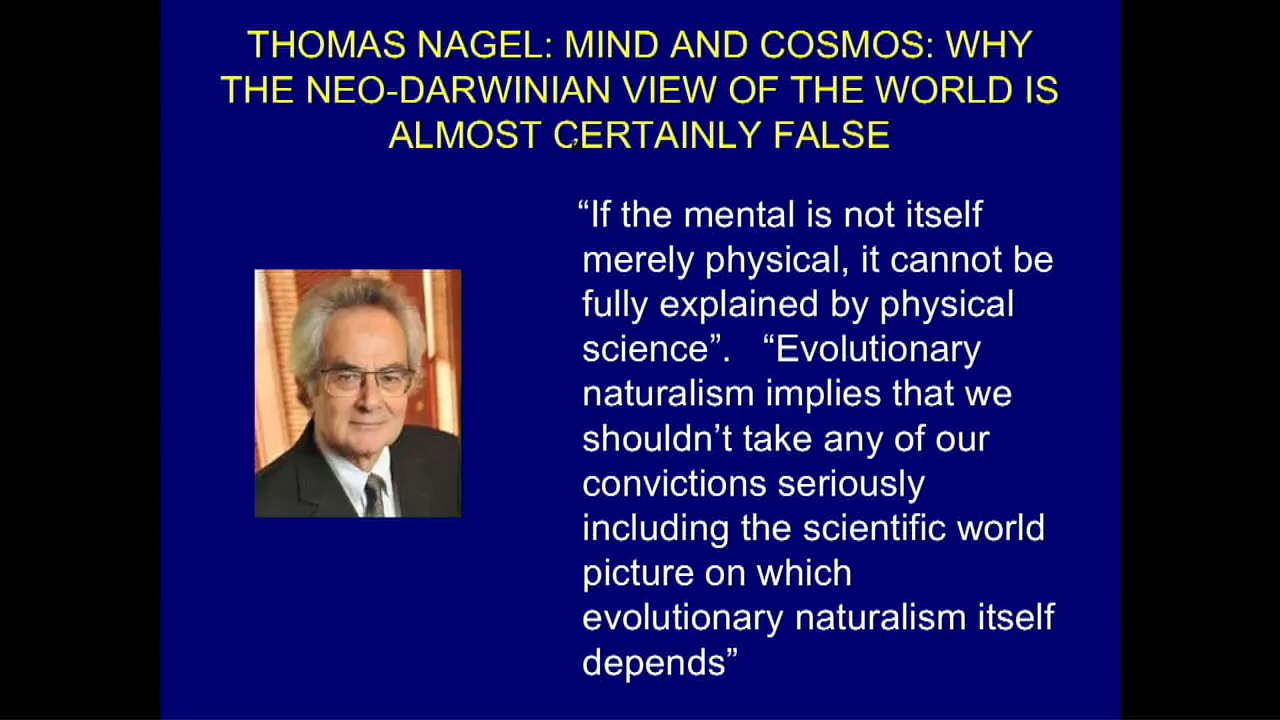 THOMAS NAGEL: MIND AND COSMOS: WHY
THE NEO-DARWINIAN VIEW OF THE WORLD IS
ALMOST CERTAINLY FALSE
“If the mental is not itself
merely physical, it cannot be
fully explained by physical
science”. “Evolutionary
naturalism implies that we
shouldn’t take any of our
convictions seriously
including the scientific world
picture on which
evolutionary naturalism itself
depends”